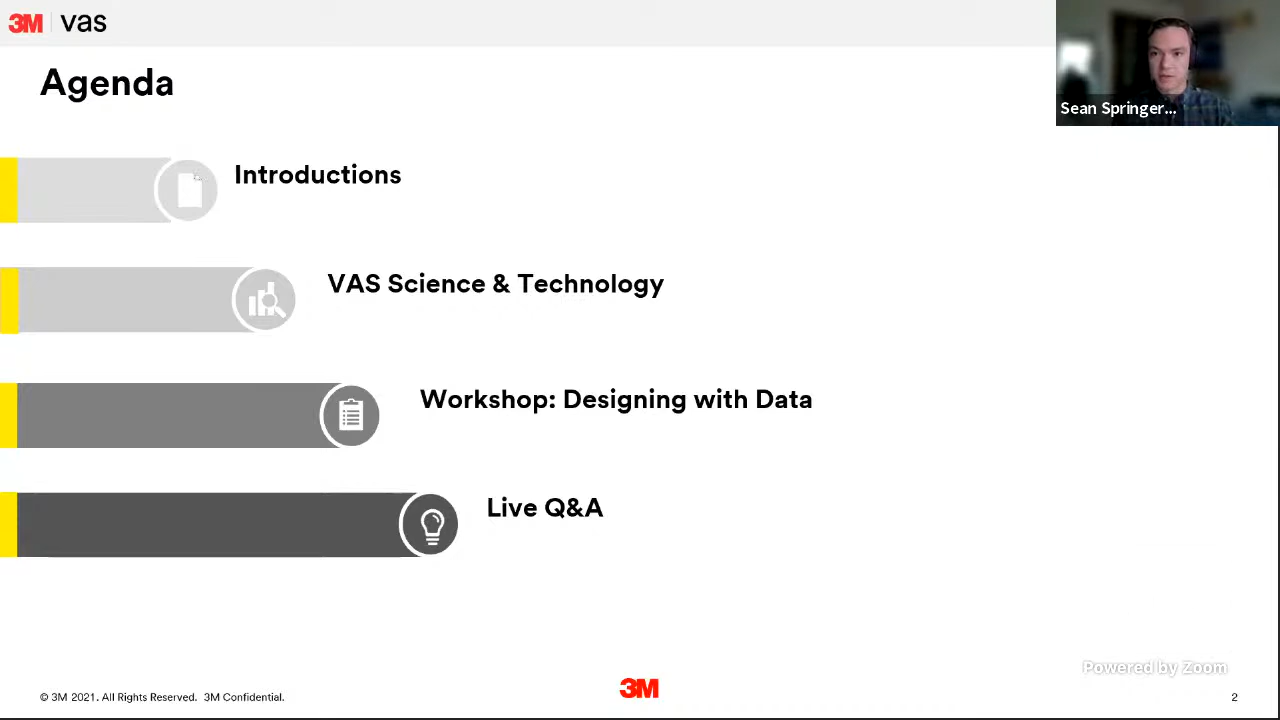 3M vas
Sean Springer...
Agenda
Introductions
VAS Science & Technology
Workshop: Designing with Data
Live Q&A
Powered by Zoom
© 3M 2021. All Rights Reserved. 3M Confidential.
3M
2